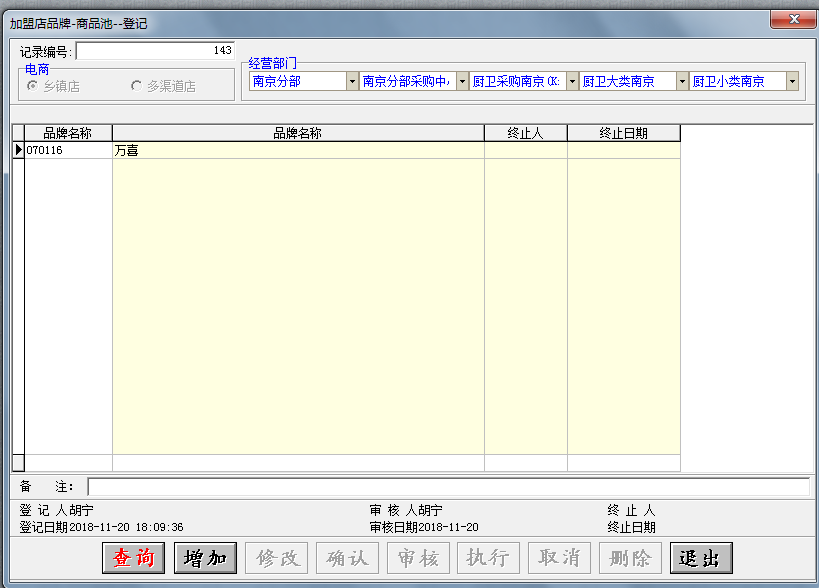 加盟店品牌-商品池--登记
记录编号: 143
电商
乡镇店 多渠道店
经营部门
南京分部 南京分部采购中 厨卫采购南京(K: 厨卫大类南京 厨卫小类南京
品牌名称 品牌名称 终止人 终止日期
070116 万喜
备 注:
登 记 人胡宁 审 核 人胡宁 终 止 人
登记日期2018-11-20 18:09:36 审核日期2018-11-20 终止日期
查询 增加 修改 确认 审核 执行 取消 删除 退出